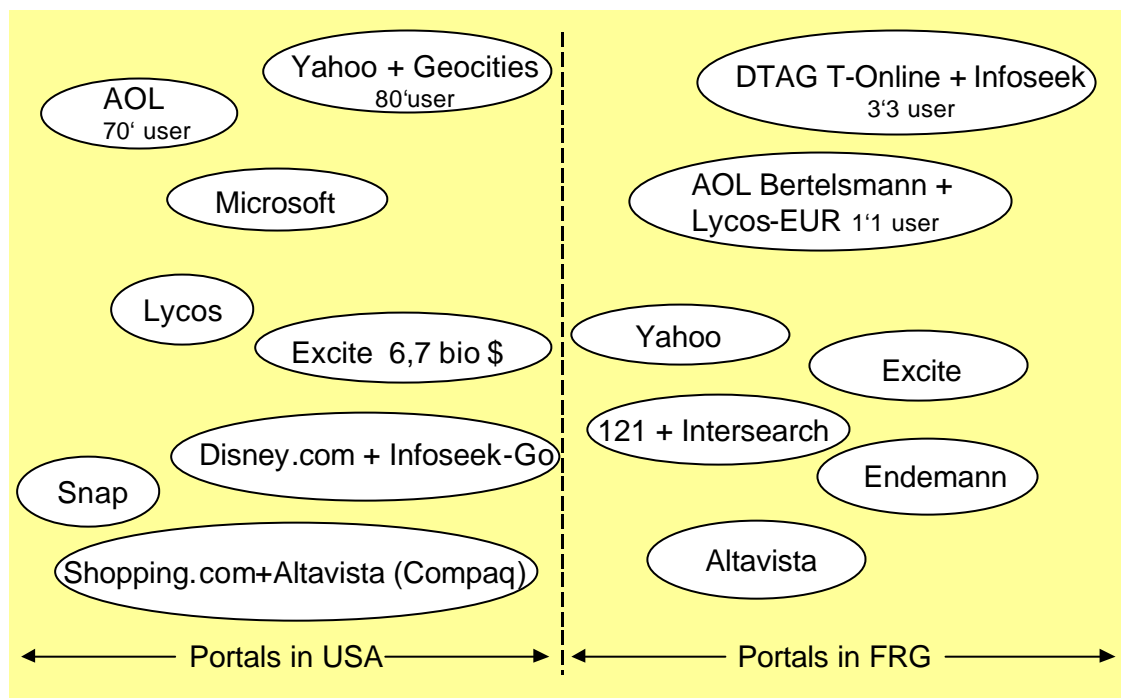 Yahoo + Geocities
80‘user
AOL
70‘ user
Microsoft
Lycos
Excite 6,7 bio $
Disney.com + Infoseek-Go
Snap
Shopping.com+Altavista (Compaq)
Portals in USA
DTAG T-Online + Infoseek
3‘3 user
AOL Bertelsmann +
Lycos-EUR 1‘1 user
Yahoo
Excite
121 + Intersearch
Endemann
Altavista
Portals in FRG